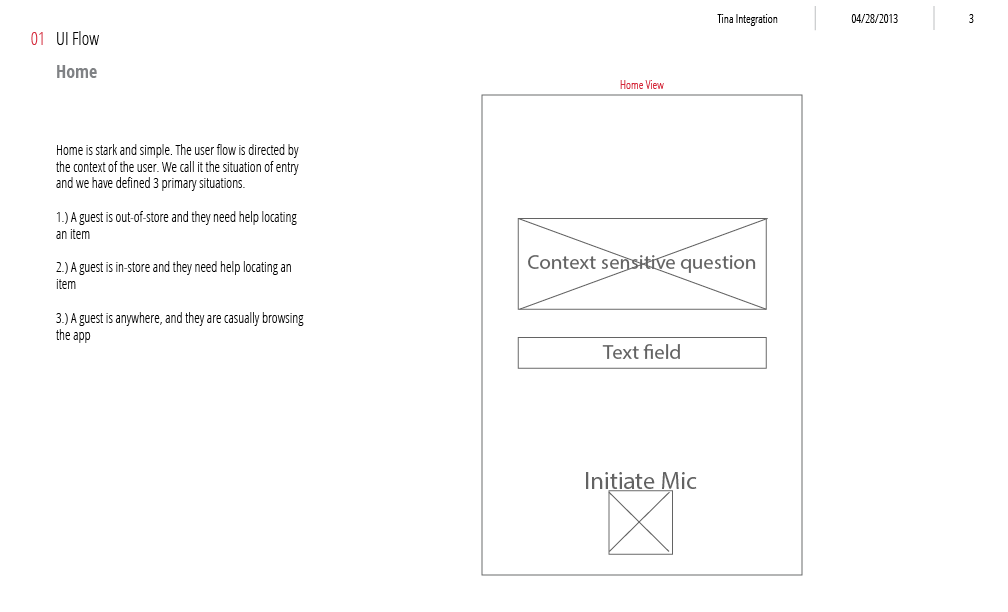 Tina Integration
04/28/2013
3
01 UI Flow
Home
Home is stark and simple. The user flow is directed by
the context of the user. We call it the situation of entry
and we have defined 3 primary situations.
1.) A guest is out-of-store and they need help locating
an item
2.) A guest is in-store and they need help locating an
item
3.) A guest is anywhere, and they are casually browsing
the app
Home View
Context sensitive question
Text field
Initiate Mic